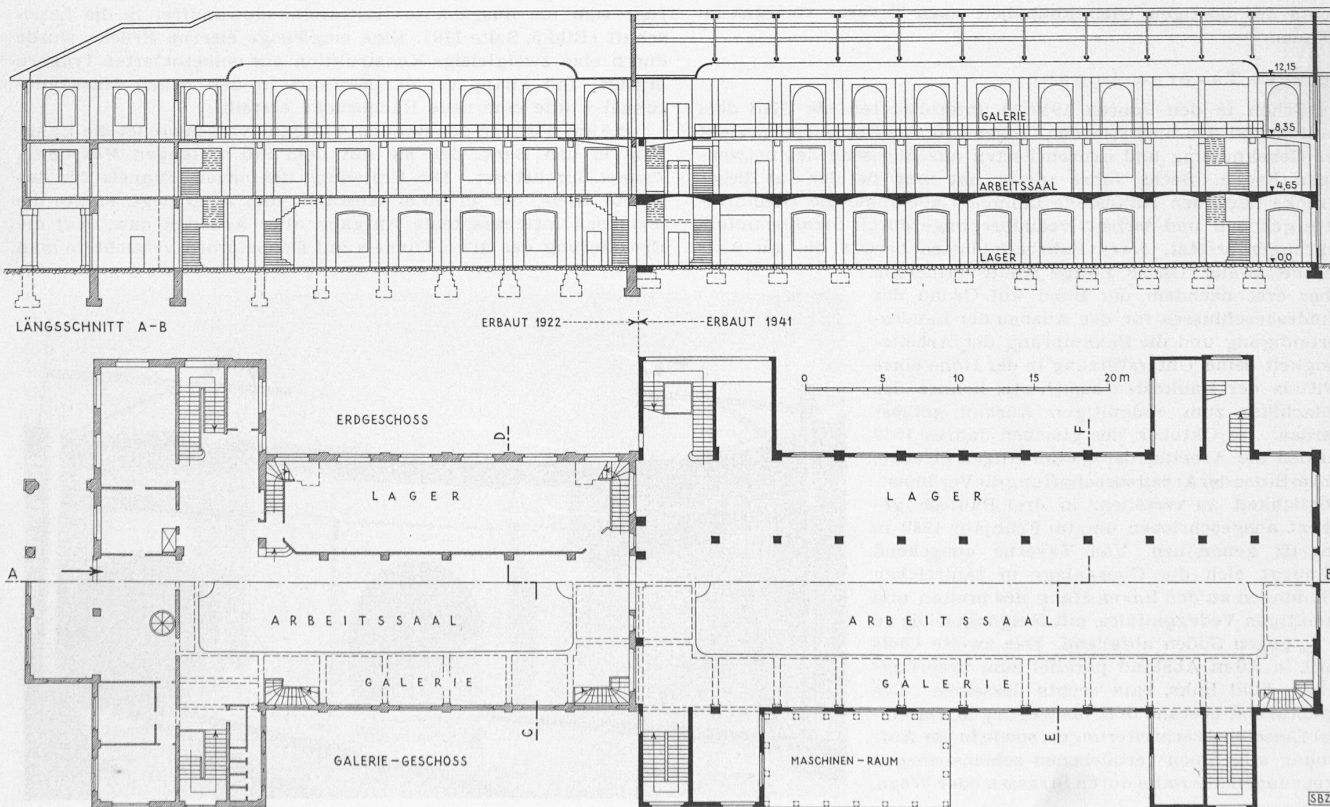 12,15
GALERIE
8,35
ARBEITSSAAL
4,65
LAGER
0,0
LÄNGSSCHNITT A-B
ERBAUT 1922
ERBAUT 1941
0 5 10 15 20 m
ERDGESCHOSS
D
F
LAGER
LAGER
A
B
ARBEITSSAAL
ARBEITSSAAL
GALERIE
GALERIE
C
E
GALERIE-GESCHOSS
MASCHINEN-RAUM
SBZ